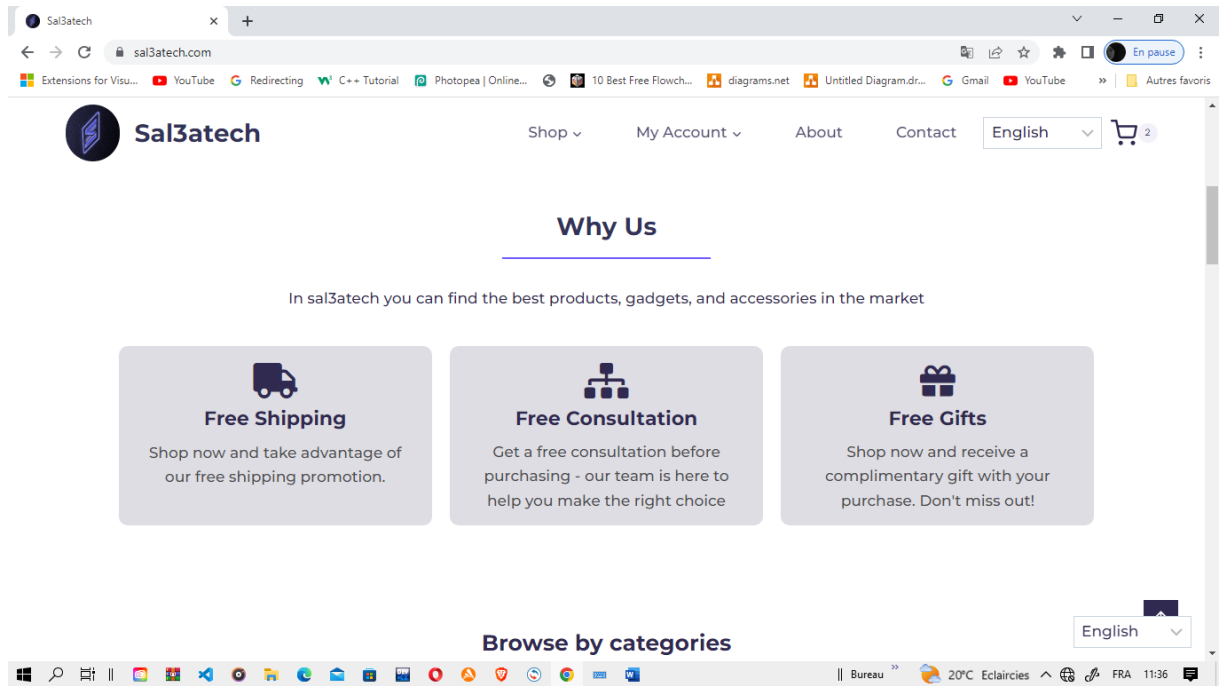 Sal3atech
sal3atech.com
En pause
Extensions for Visu... YouTube Redirecting C++ Tutorial Photopea | Online... 10 Best Free Flowch... diagrams.net Untitled Diagram.dr... Gmail YouTube » Autres favoris
Sal3atech Shop My Account About Contact English 2
Why Us
In sal3atech you can find the best products, gadgets, and accessories in the market
Free Shipping
Shop now and take advantage of
our free shipping promotion.
Free Consultation
Get a free consultation before
purchasing - our team is here to
help you make the right choice
Free Gifts
Shop now and receive a
complimentary gift with your
purchase. Don't miss out!
Browse by categories
English
Bureau » 20°C Eclaircies FRA 11:36